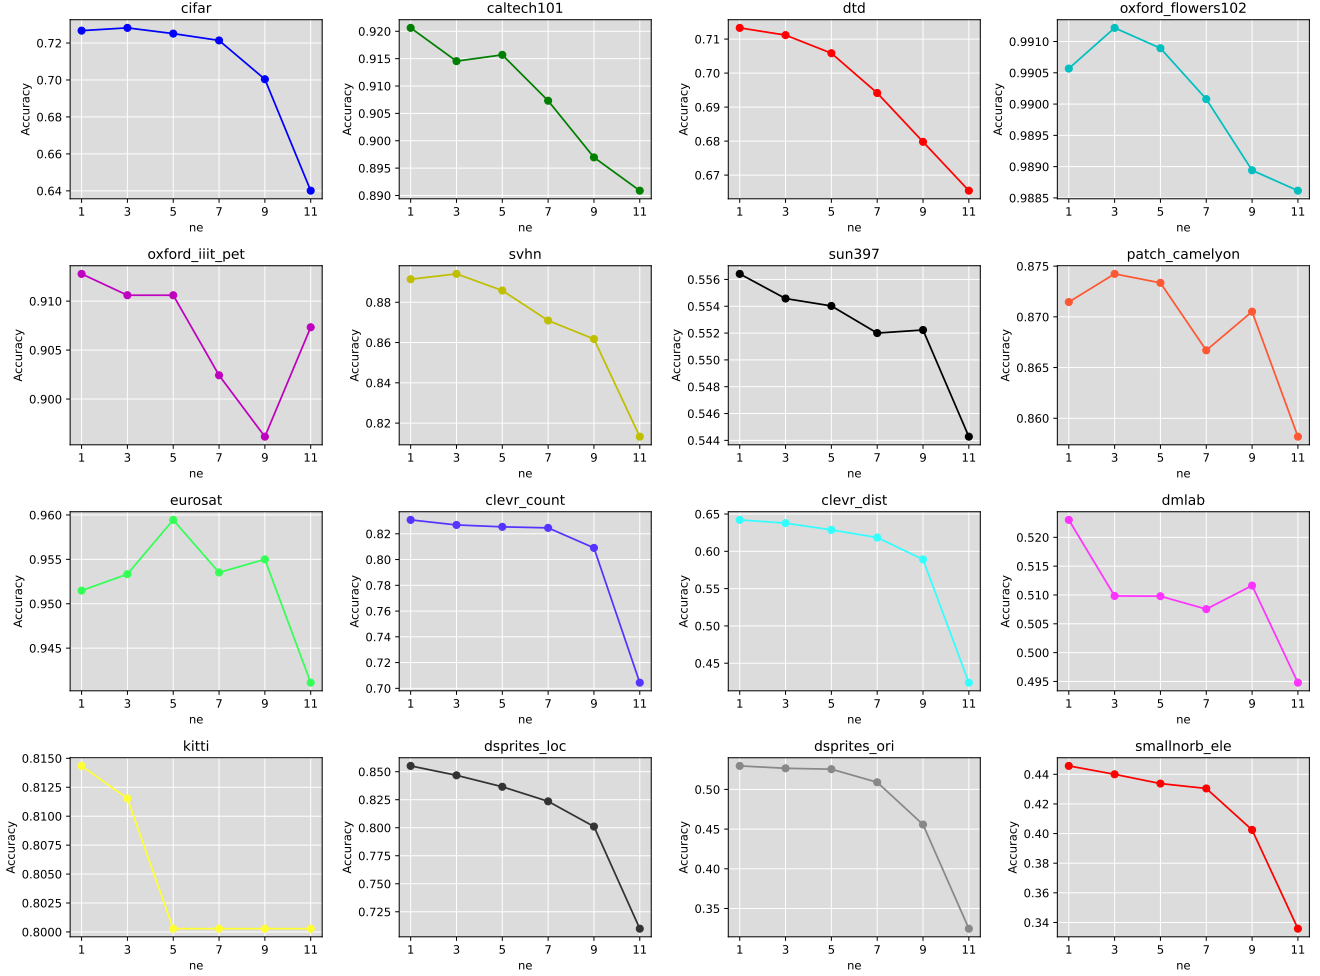 cifar
Accuracy
0.72
0.70
0.68
0.66
0.64
1 3 5 7 9 11
ne
caltech101
Accuracy
0.920
0.915
0.910
0.905
0.900
0.895
0.890
1 3 5 7 9 11
ne
dtd
Accuracy
0.71
0.70
0.69
0.68
0.67
1 3 5 7 9 11
ne
oxford_flowers102
Accuracy
0.9910
0.9905
0.9900
0.9895
0.9890
0.9885
1 3 5 7 9 11
ne
oxford_iiit_pet
Accuracy
0.910
0.905
0.900
1 3 5 7 9 11
ne
svhn
Accuracy
0.88
0.86
0.84
0.82
1 3 5 7 9 11
ne
sun397
Accuracy
0.556
0.554
0.552
0.550
0.548
0.546
0.544
1 3 5 7 9 11
ne
patch_camelyon
Accuracy
0.875
0.870
0.865
0.860
1 3 5 7 9 11
ne
eurosat
Accuracy
0.960
0.955
0.950
0.945
1 3 5 7 9 11
ne
clevr_count
Accuracy
0.82
0.80
0.78
0.76
0.74
0.72
0.70
1 3 5 7 9 11
ne
clevr_dist
Accuracy
0.65
0.60
0.55
0.50
0.45
1 3 5 7 9 11
ne
dmlab
Accuracy
0.520
0.515
0.510
0.505
0.500
0.495
1 3 5 7 9 11
ne
kitti
Accuracy
0.8150
0.8125
0.8100
0.8075
0.8050
0.8025
0.8000
1 3 5 7 9 11
ne
dsprites_loc
Accuracy
0.850
0.825
0.800
0.775
0.750
0.725
1 3 5 7 9 11
ne
dsprites_ori
Accuracy
0.50
0.45
0.40
0.35
1 3 5 7 9 11
ne
smallnorb_ele
Accuracy
0.44
0.42
0.40
0.38
0.36
0.34
1 3 5 7 9 11
ne